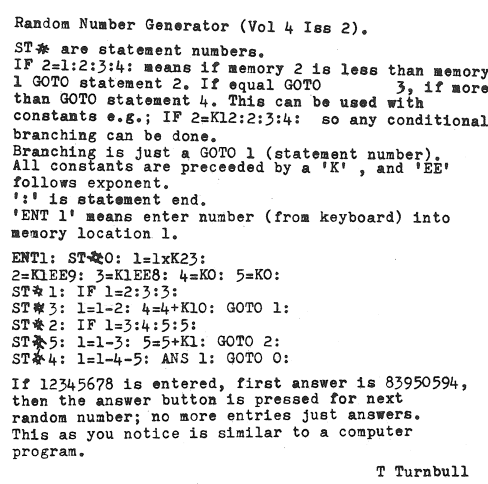 Random Number Generator (Vol 4 Iss 2).
ST* are statement numbers.
IF 2=1:2:3:4: means if memory 2 is less than memory
1 GOTO statement 2. If equal GOTO 3, if more
than GOTO statement 4. This can be used with
constants e.g.; IF 2=K12:2:3:4: so any conditional
branching can be done.
Branching is just a GOTO 1 (statement number).
All constants are preceeded by a 'K' , and 'EE'
follows exponent.
':' is statement end.
'ENT 1' means enter number (from keyboard) into
memory location 1.
ENT1: ST*0: 1=1xK23:
2=K1EE9: 3=K1EE8: 4=K0: 5=K0:
ST* 1: IF 1=2:3:3:
ST* 3: 1=1-2: 4=4+K10: GOTO 1:
ST* 2: IF 1=3:4:5:5:
ST*5: 1=1-3: 5=5+K1: GOTO 2:
ST*4: 1=1-4-5: ANS 1: GOTO 0:
If 12345678 is entered, first answer is 83950594,
then the answer button is pressed for next
random number; no more entries just answers.
This as you notice is similar to a computer
program.
T Turnbull